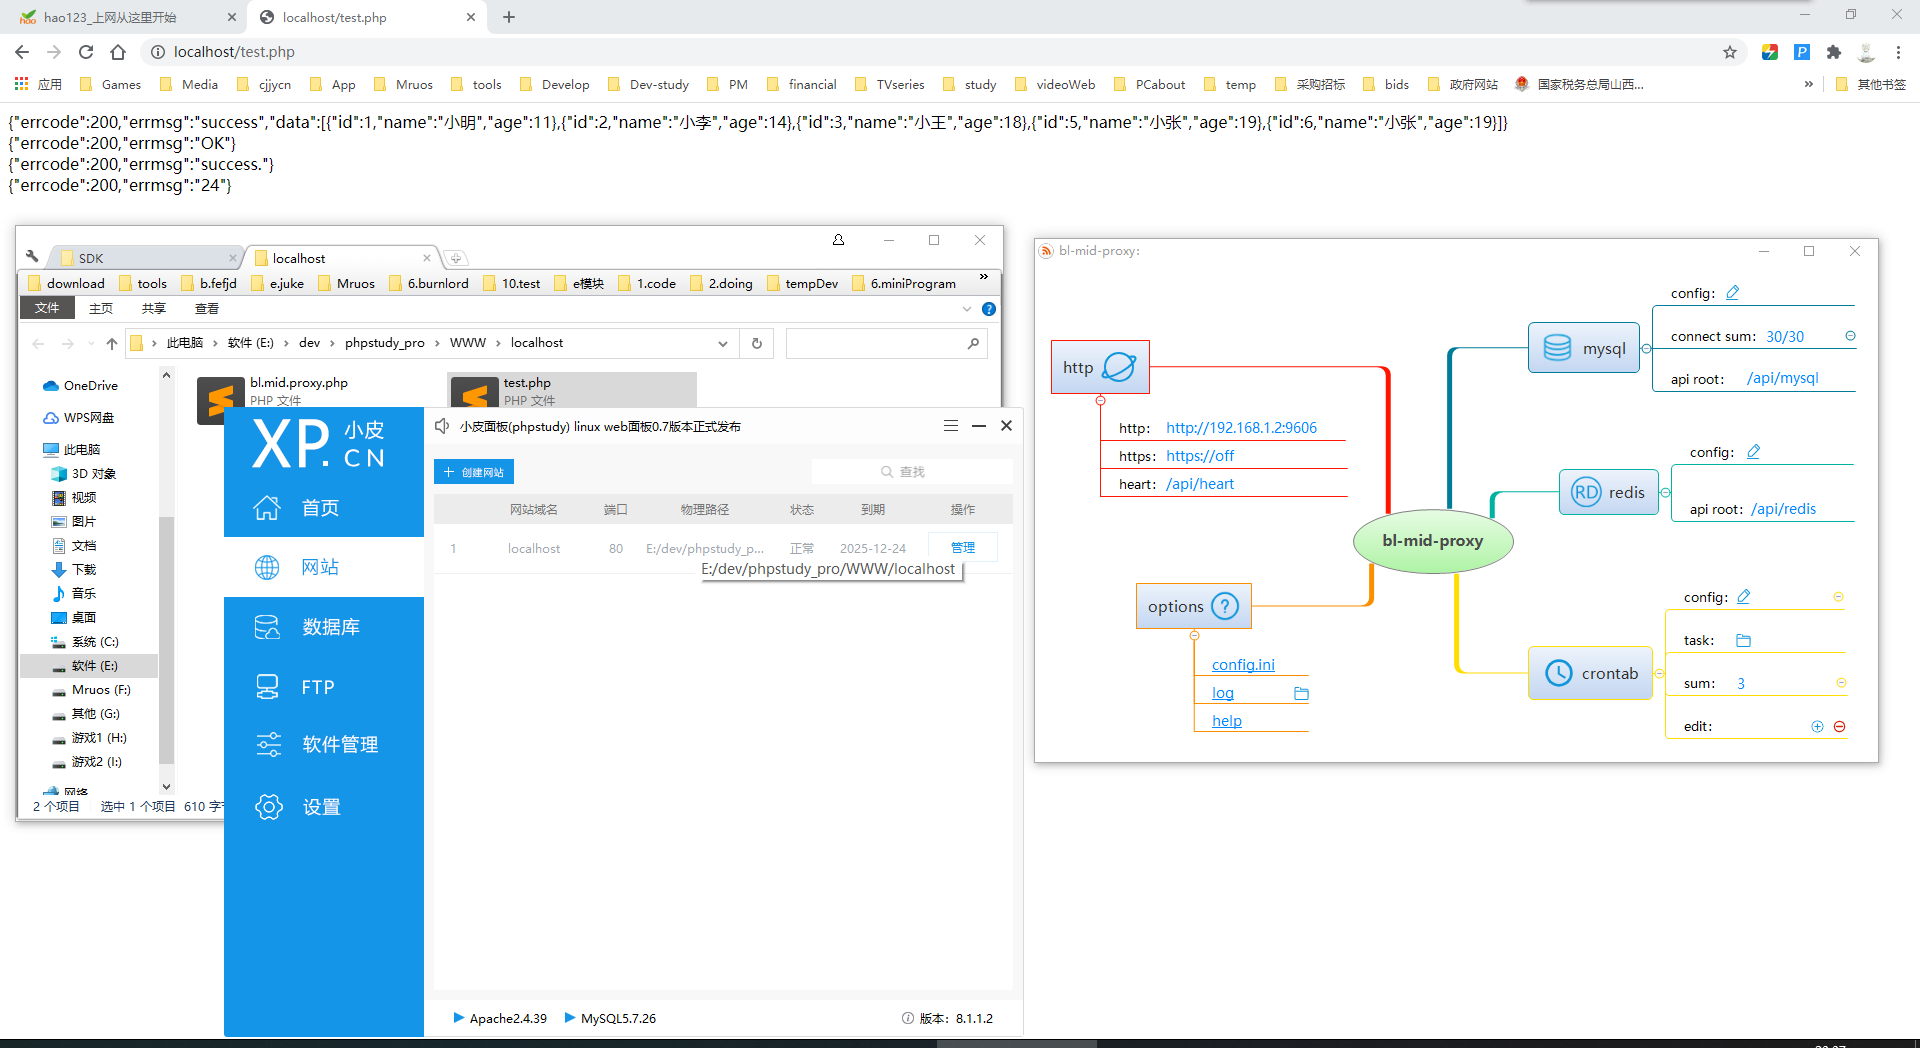 hao123_上网从这里开始
localhost/test.php
localhost/test.php
应用 Games Media cjjycn App Mruos tools Develop Dev-study PM financial TVseries study videoWeb PCabout temp 采购招标 bids 政府网站 国家税务总局山西... » 其他书签
{"errcode":200,"errmsg":"success","data":[{"id":1,"name":"小明","age":11},{"id":2,"name":"小李","age":14},{"id":3,"name":"小王","age":18},{"id":5,"name":"小张","age":19},{"id":6,"name":"小张","age":19}]}
{"errcode":200,"errmsg":"OK"}
{"errcode":200,"errmsg":"success."}
{"errcode":200,"errmsg":"24"}
SDK localhost
download tools b.fefjd e.juke Mruos 6.burnlord 10.test e模块 1.code 2.doing tempDev 6.miniProgram »
文件 主页 共享 查看
此电脑 › 软件 (E:) › dev › phpstudy_pro › WWW › localhost
OneDrive
WPS网盘
此电脑
3D 对象
视频
图片
文档
下载
音乐
桌面
系统 (C:)
软件 (E:)
Mruos (F:)
其他 (G:)
游戏1 (H:)
游戏2 (I:)
网络
bl.mid.proxy.php
PHP 文件
test.php
PHP 文件
2 个项目 选中 1 个项目 610 字节
XP. 小皮 CN
首页
网站
数据库
FTP
软件管理
设置
小皮面板(phpstudy) linux web面板0.7版本正式发布
创建网站
查找
网站域名 端口 物理路径 状态 到期 操作
1 localhost 80 E:/dev/phpstudy_p... 正常 2025-12-24 管理
E:/dev/phpstudy_pro/WWW/localhost
Apache2.4.39 MySQL5.7.26 版本: 8.1.1.2
bl-mid-proxy:
http
http: http://192.168.1.2:9606
https: https://off
heart: /api/heart
options
config.ini
log
help
bl-mid-proxy
mysql
config:
connect sum: 30/30
api root: /api/mysql
RD redis
config:
api root: /api/redis
crontab
config:
task:
sum: 3
edit: